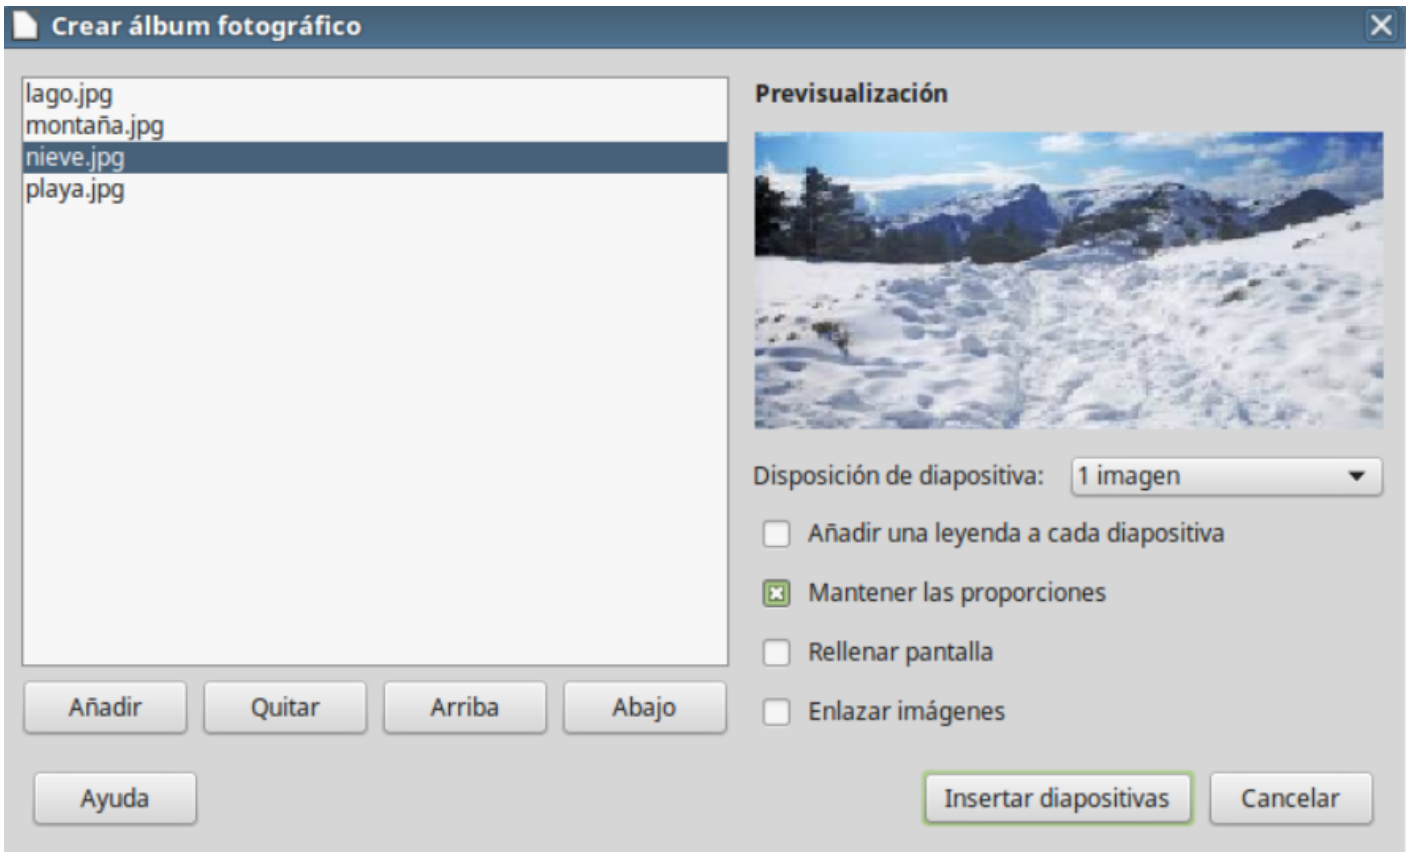 Crear álbum fotográfico
lago.jpg
montaña.jpg
nieve.jpg
playa.jpg
Añadir Quitar Arriba Abajo
Previsualización
Disposición de diapositiva: 1 imagen
Añadir una leyenda a cada diapositiva
Mantener las proporciones
Rellenar pantalla
Enlazar imágenes
Ayuda Insertar diapositivas Cancelar